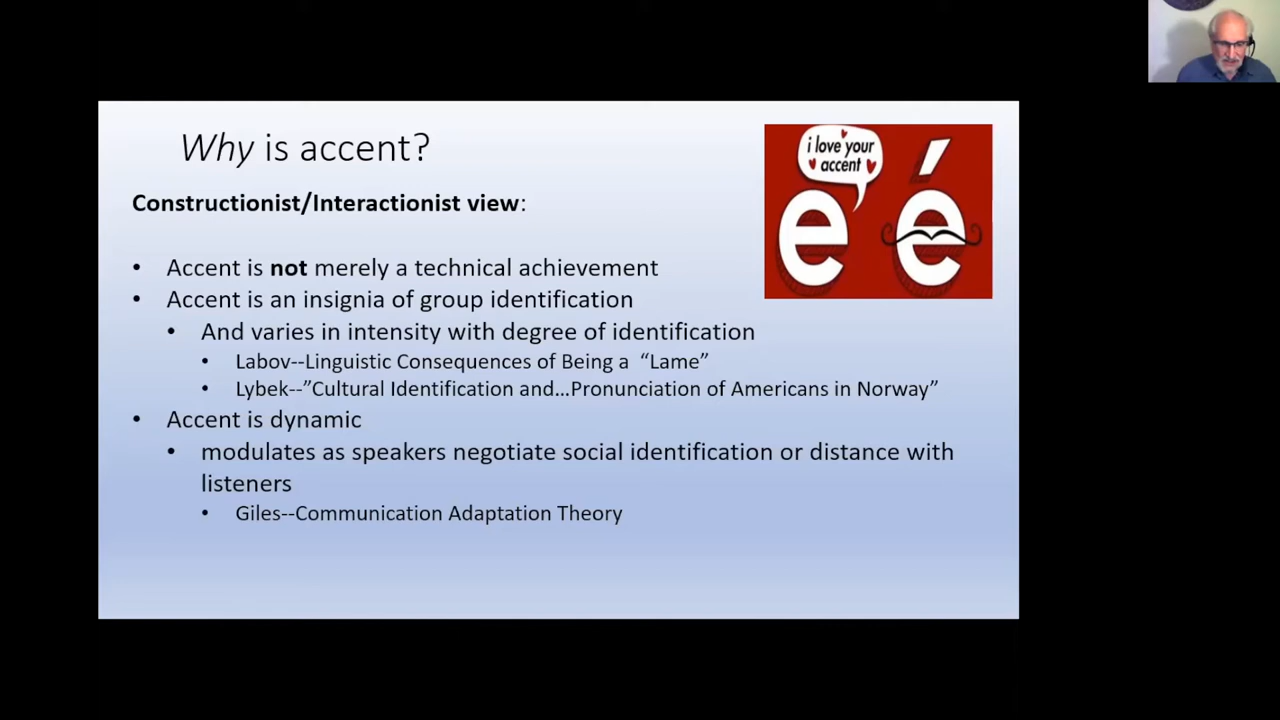 Why is accent?
i love your
accent
e é
Constructionist/Interactionist view:
• Accent is not merely a technical achievement
• Accent is an insignia of group identification
• And varies in intensity with degree of identification
• Labov--Linguistic Consequences of Being a “Lame”
• Lybek--”Cultural Identification and…Pronunciation of Americans in Norway”
• Accent is dynamic
• modulates as speakers negotiate social identification or distance with
listeners
• Giles--Communication Adaptation Theory